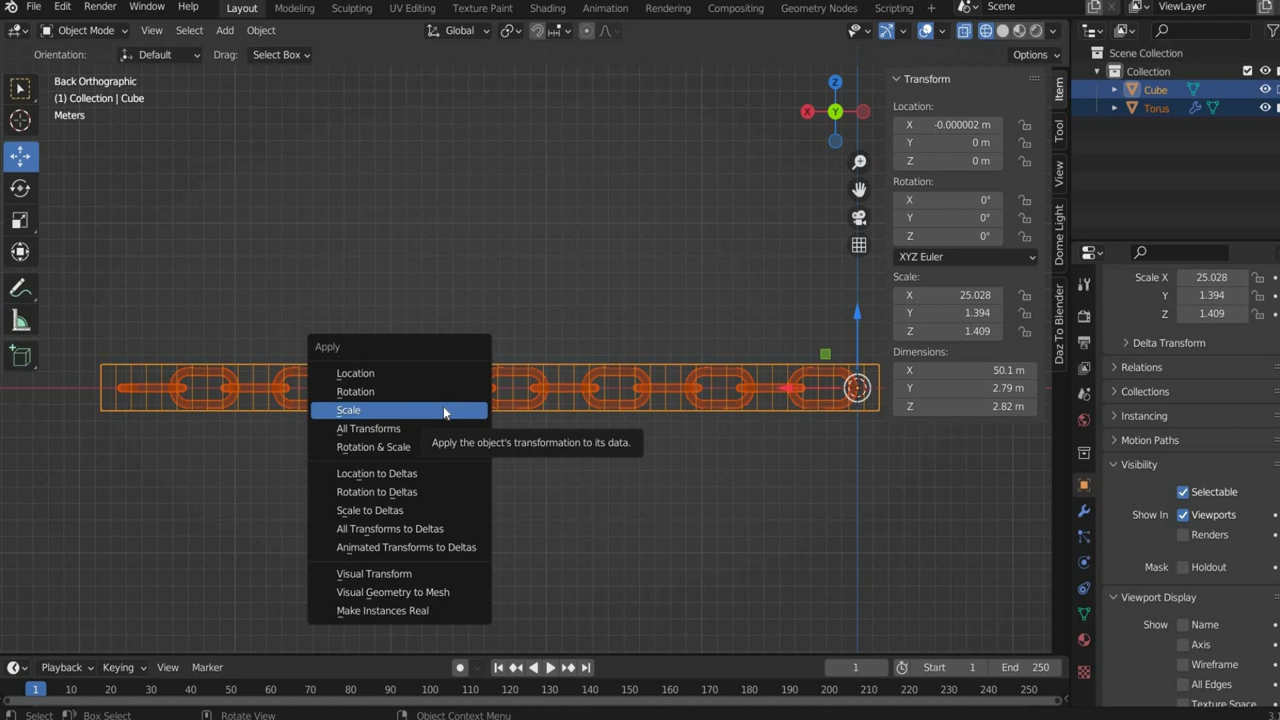 File Edit Render Window Help Layout Modeling Sculpting UV Editing Texture Paint Shading Animation Rendering Compositing Geometry Nodes Scripting + Scene ViewLayer
Object Mode View Select Add Object Global Options
Orientation: Default Drag: Select Box
Back Orthographic
(1) Collection | Cube
Meters
X
Y
Z
Apply
Location
Rotation
Scale
All Transforms
Rotation & Scale
Location to Deltas
Rotation to Deltas
Scale to Deltas
All Transforms to Deltas
Animated Transforms to Deltas
Visual Transform
Visual Geometry to Mesh
Make Instances Real
Apply the object's transformation to its data.
Transform
Location:
X -0.000002 m
Y 0 m
Z 0 m
Rotation:
X 0°
Y 0°
Z 0°
XYZ Euler
Scale:
X 25.028
Y 1.394
Z 1.409
Dimensions:
X 50.1 m
Y 2.79 m
Z 2.82 m
Item
Tool
View
Dome Light
Daz To Blender
Scene Collection
Collection
Cube
Torus
Scale X 25.028
Y 1.394
Z 1.409
Delta Transform
Relations
Collections
Instancing
Motion Paths
Visibility
Selectable
Show In Viewports
Renders
Mask Holdout
Viewport Display
Show Name
Axis
Wireframe
All Edges
Texture Space
Playback Keying View Marker 1 Start 1 End 250
1 10 20 30 40 50 60 70 80 90 100 110 120 130 140 150 160 170 180 190 200 210 220 230 240 250
Select Box Select Rotate View Object Context Menu